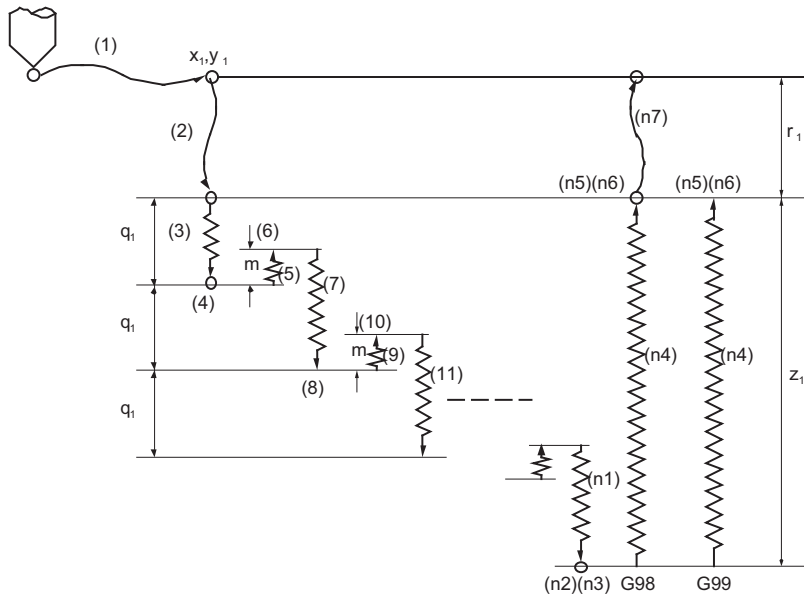 (1)
x₁,y₁
(2)
(n7)
r₁
(n5)(n6)
(n5)(n6)
q₁
(3)
(6)
m
(5)
(7)
(4)
q₁
(10)
m
(9)
(n4)
(n4)
z₁
(8)
(11)
q₁
(n1)
(n2)(n3)
G98
G99